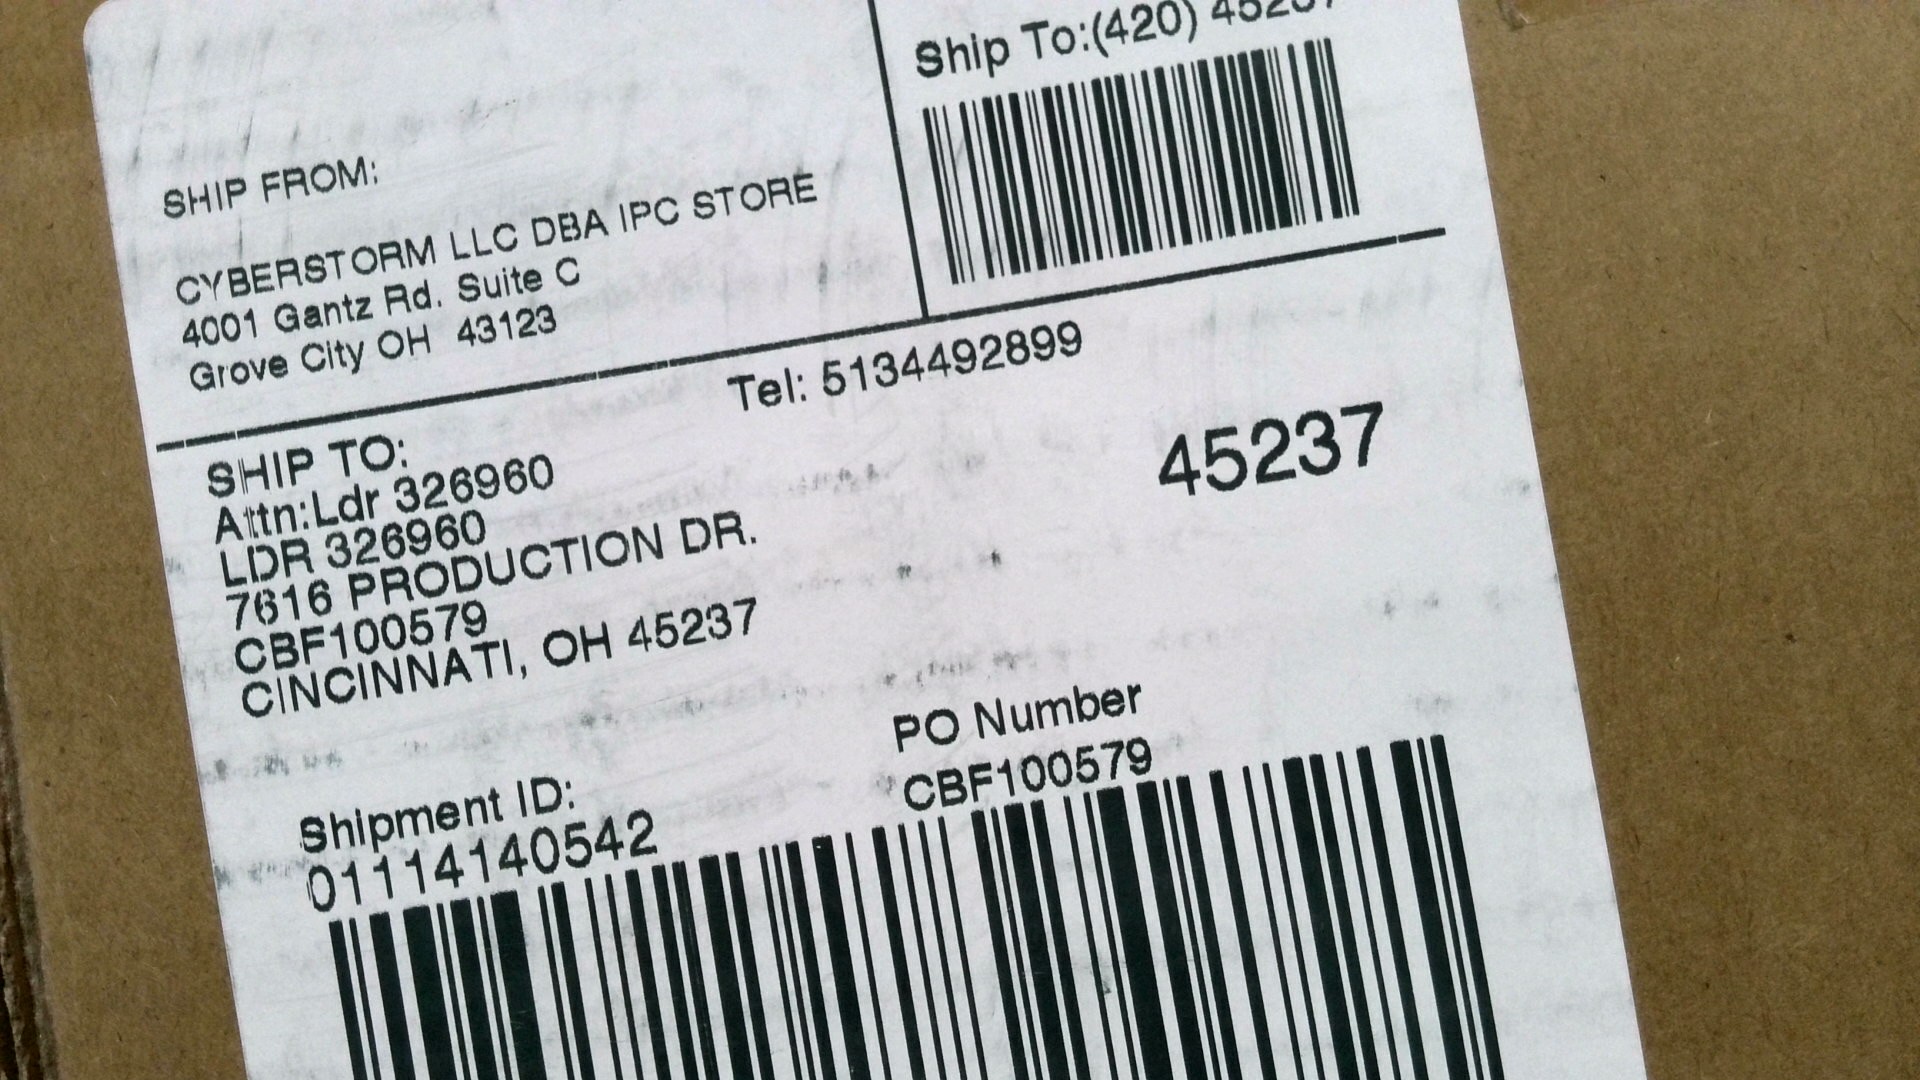 Ship To:(420) 45237
SHIP FROM:
CYBERSTORM LLC DBA IPC STORE
4001 Gantz Rd. Suite C
Grove City OH 43123
Tel: 5134492899
SHIP TO:
Attn:Ldr 326960
LDR 326960
7616 PRODUCTION DR.
CBF100579
CINCINNATI, OH 45237
45237
PO Number
CBF100579
Shipment ID:
01114140542